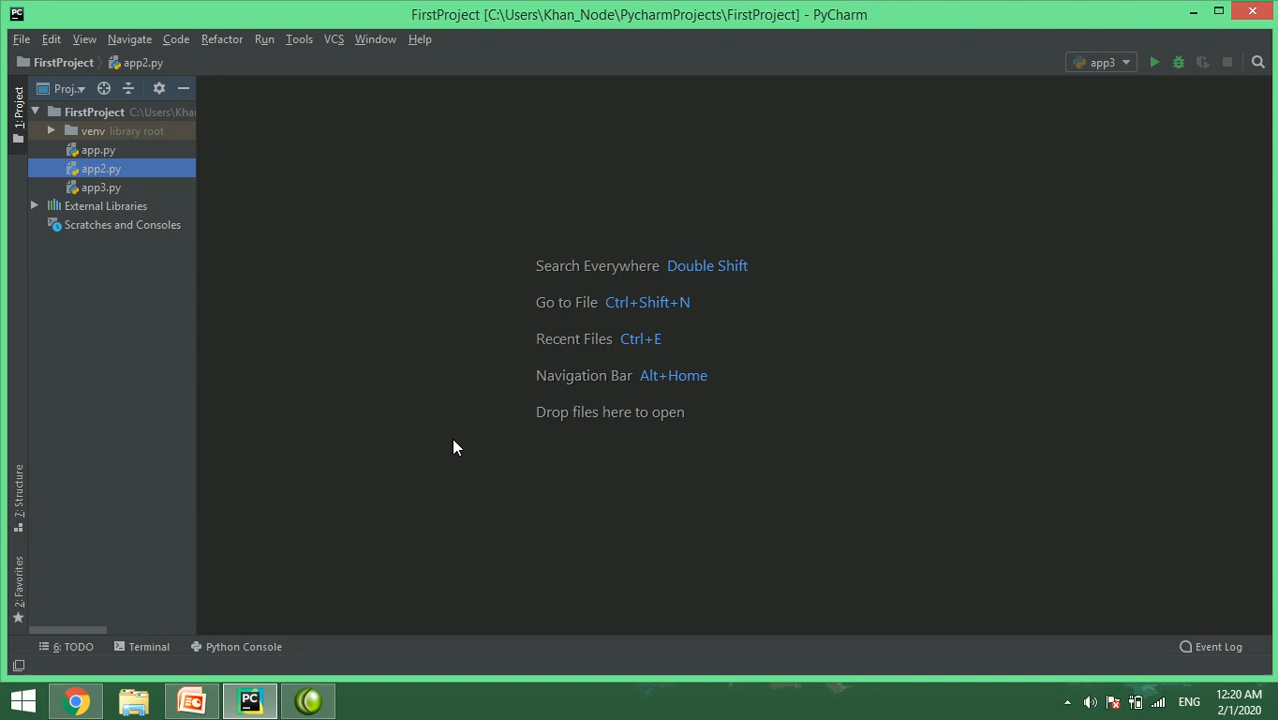 FirstProject [C:\Users\Khan_Node\PycharmProjects\FirstProject] - PyCharm
File Edit View Navigate Code Refactor Run Tools VCS Window Help
FirstProject app2.py app3
1: Project
Proj...
FirstProject C:\Users\Khan
venv library root
app.py
app2.py
app3.py
External Libraries
Scratches and Consoles
Search Everywhere Double Shift
Go to File Ctrl+Shift+N
Recent Files Ctrl+E
Navigation Bar Alt+Home
Drop files here to open
7: Structure
2: Favorites
6: TODO Terminal Python Console Event Log
PC
ENG
12:20 AM
2/1/2020